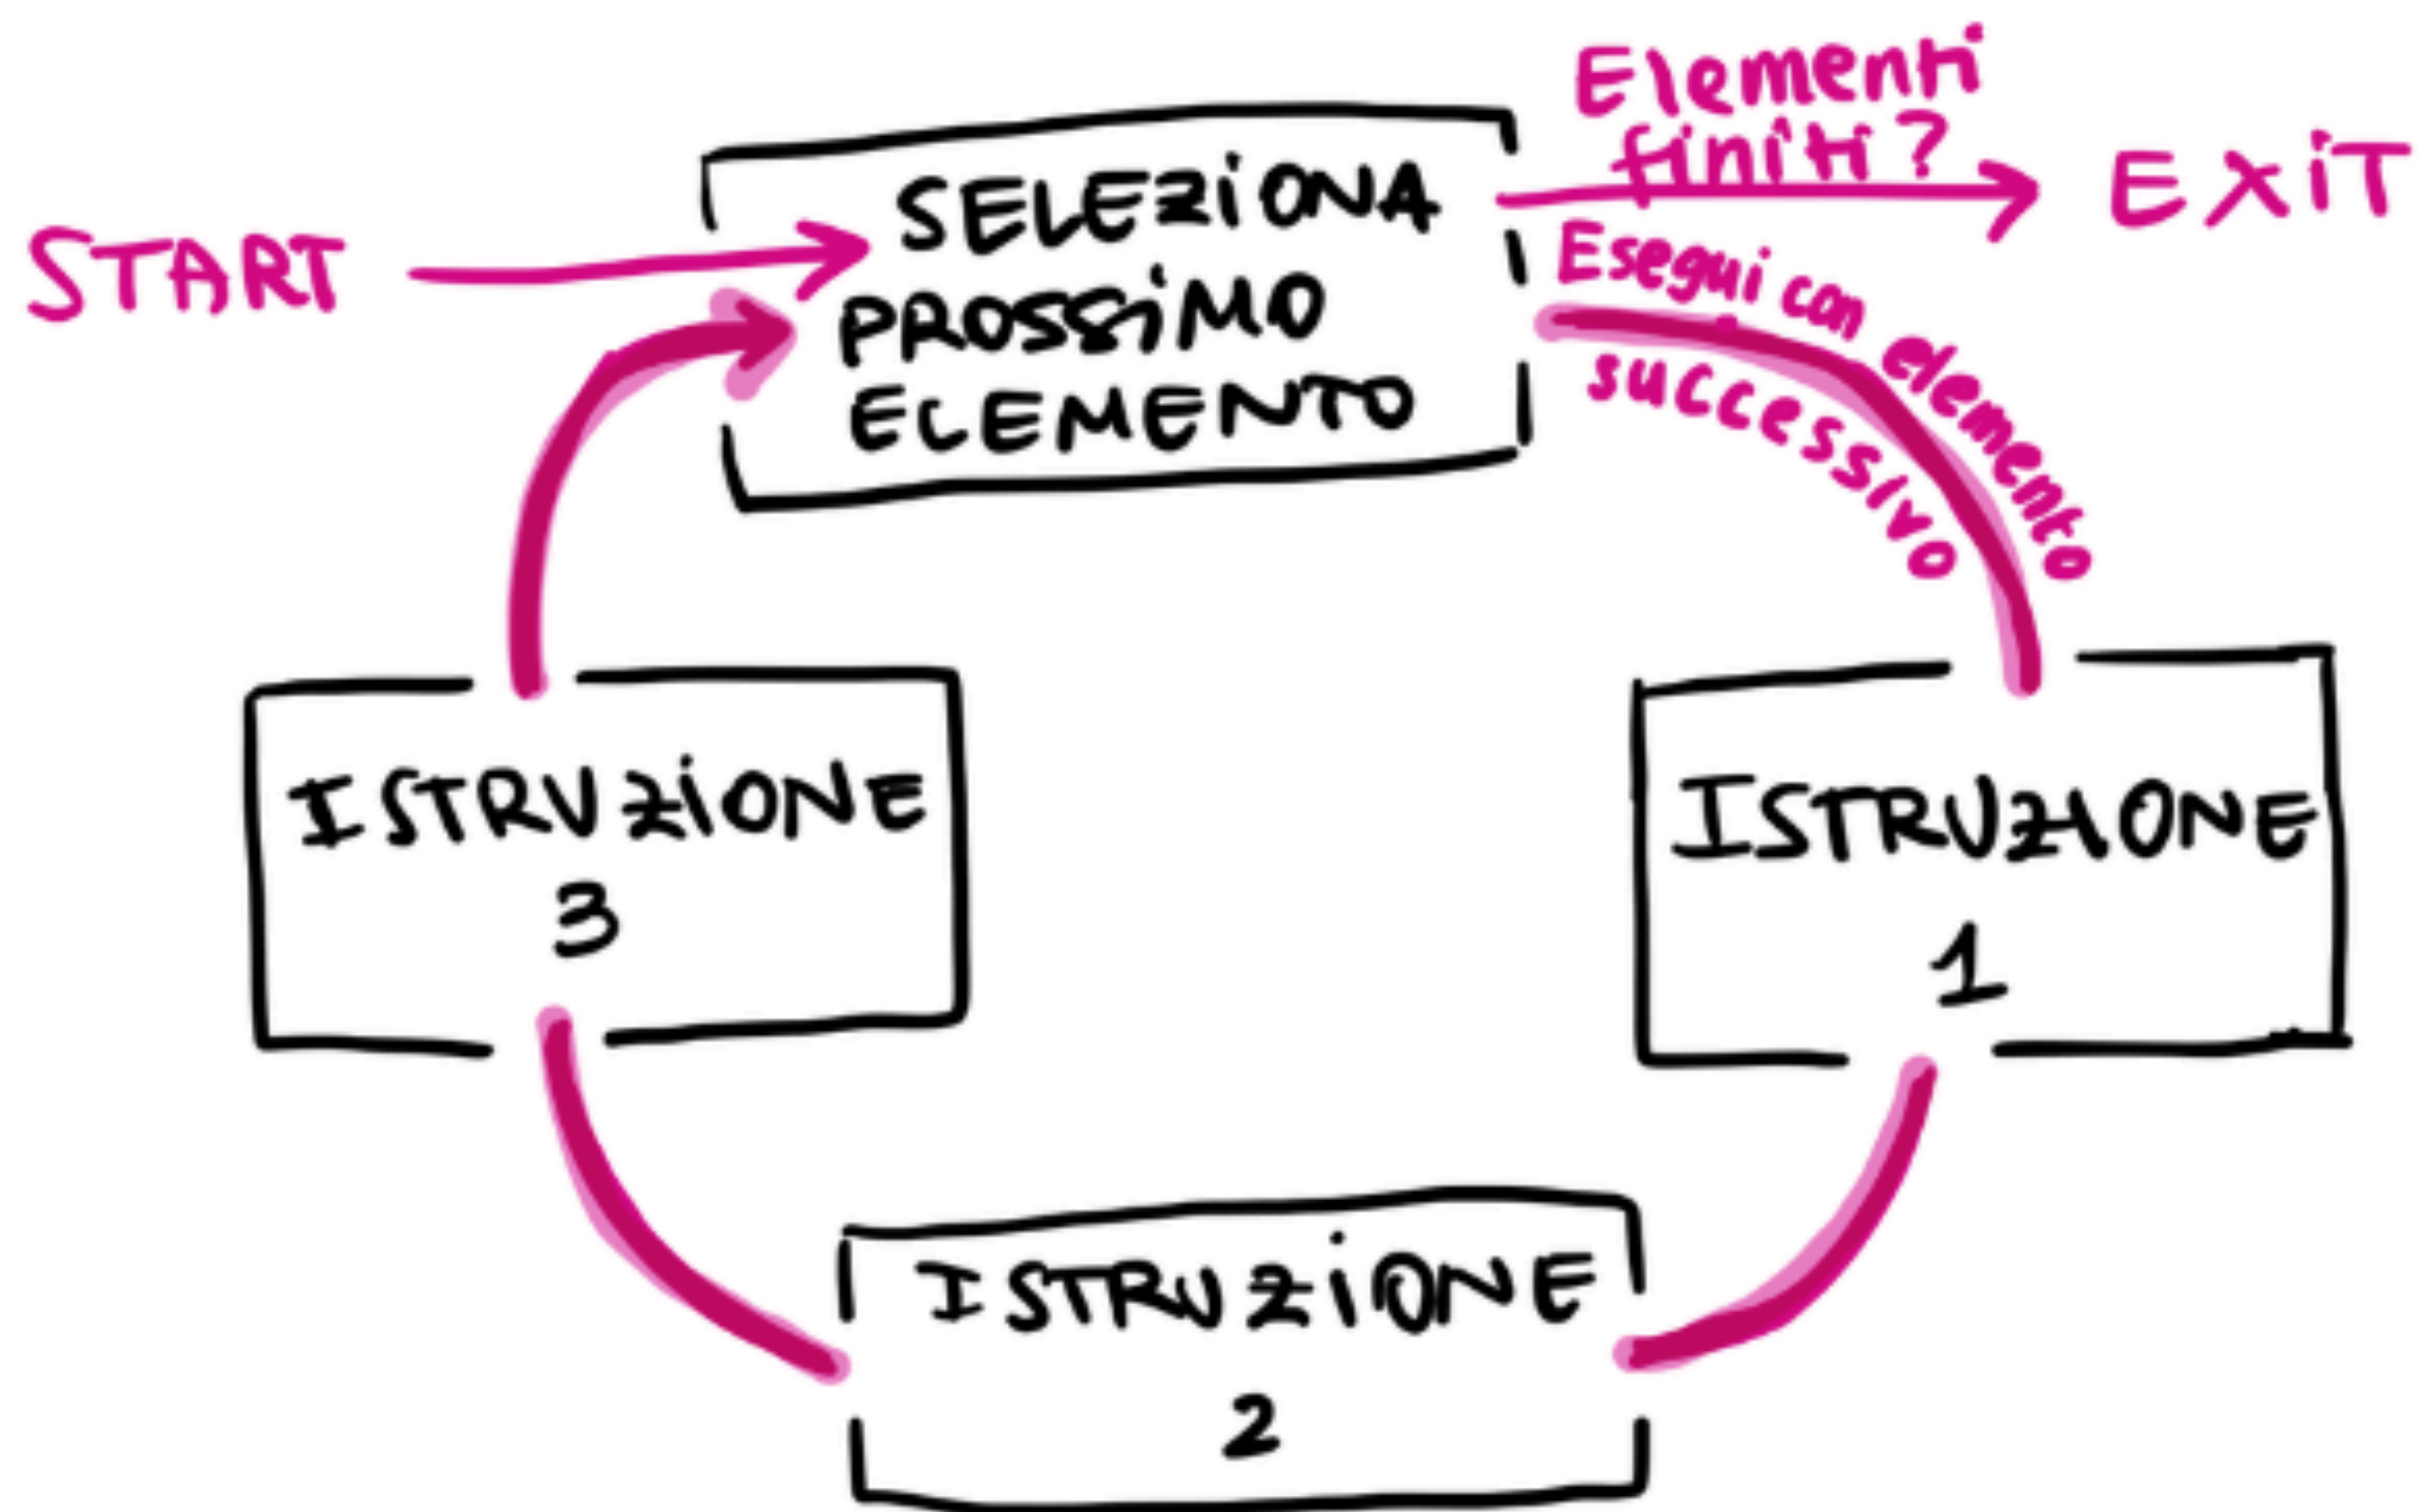 START
SELEZiONA
PROSSiMO
ELEMENTO
Elementi
finiti?
EXiT
Esegui con elemento
successivo
ISTRUZiONE
3
ISTRUZIONE
1
ISTRUZiONE
2